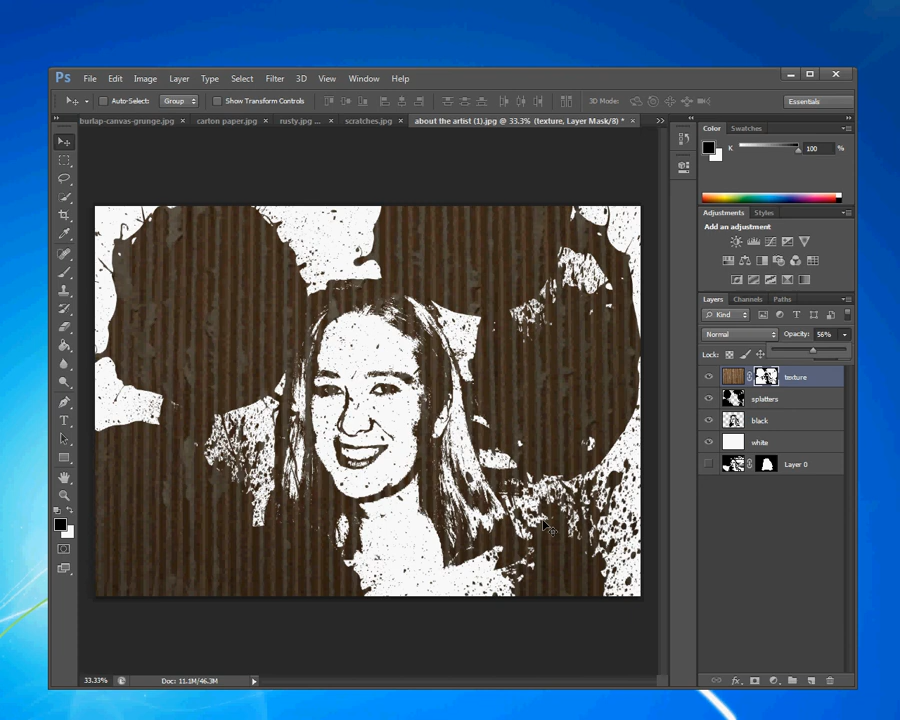 Ps File Edit Image Layer Type Select Filter 3D View Window Help
Auto-Select: Group Show Transform Controls 3D Mode: Essentials
burlap-canvas-grunge.jpg × carton paper.jpg × rusty.jpg ... × scratches.jpg × about the artist (1).jpg @ 33.3% (texture, Layer Mask/8) * ×
Color Swatches
K 100 %
Adjustments Styles
Add an adjustment
Layers Channels Paths
Kind
Normal Opacity: 56%
Lock:
texture
splatters
black
white
Layer 0
33.33% Doc: 11.1M/46.3M